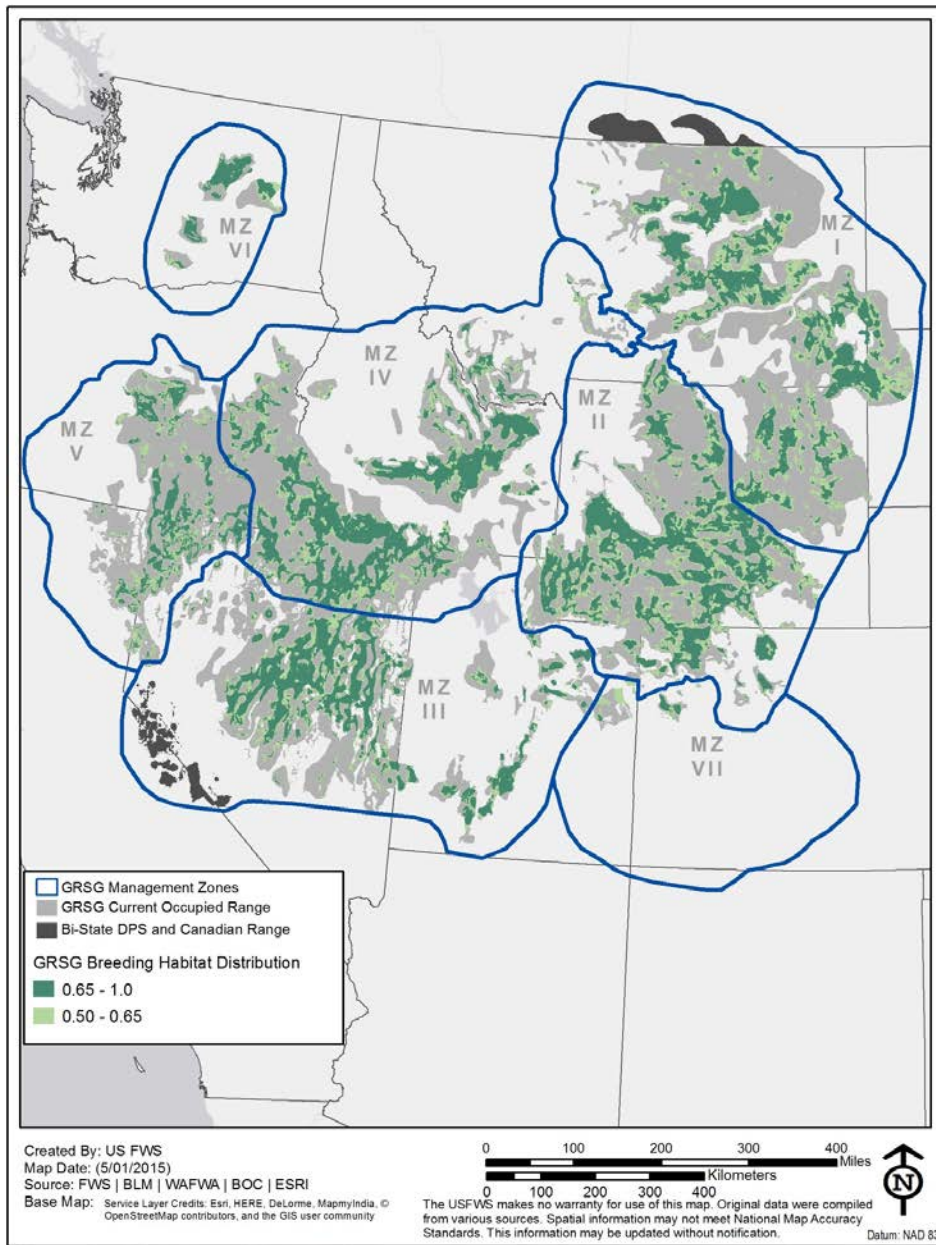 MZ
VI
MZ
I
MZ
IV
MZ
II
MZ
V
MZ
III
MZ
VII
GRSG Management Zones
GRSG Current Occupied Range
Bi-State DPS and Canadian Range
GRSG Breeding Habitat Distribution
0.65 - 1.0
0.50 - 0.65
Created By: US FWS
Map Date: (5/01/2015)
Source: FWS | BLM | WAFWA | BOC | ESRI
Base Map: Service Layer Credits: Esri, HERE, DeLorme, MapmyIndia, ©
OpenStreetMap contributors, and the GIS user community
0 100 200 300 400
Miles
Kilometers
0 100 200 300 400
The USFWS makes no warranty for use of this map. Original data were compiled
from various sources. Spatial information may not meet National Map Accuracy
Standards. This information may be updated without notification.
N
Datum: NAD 83